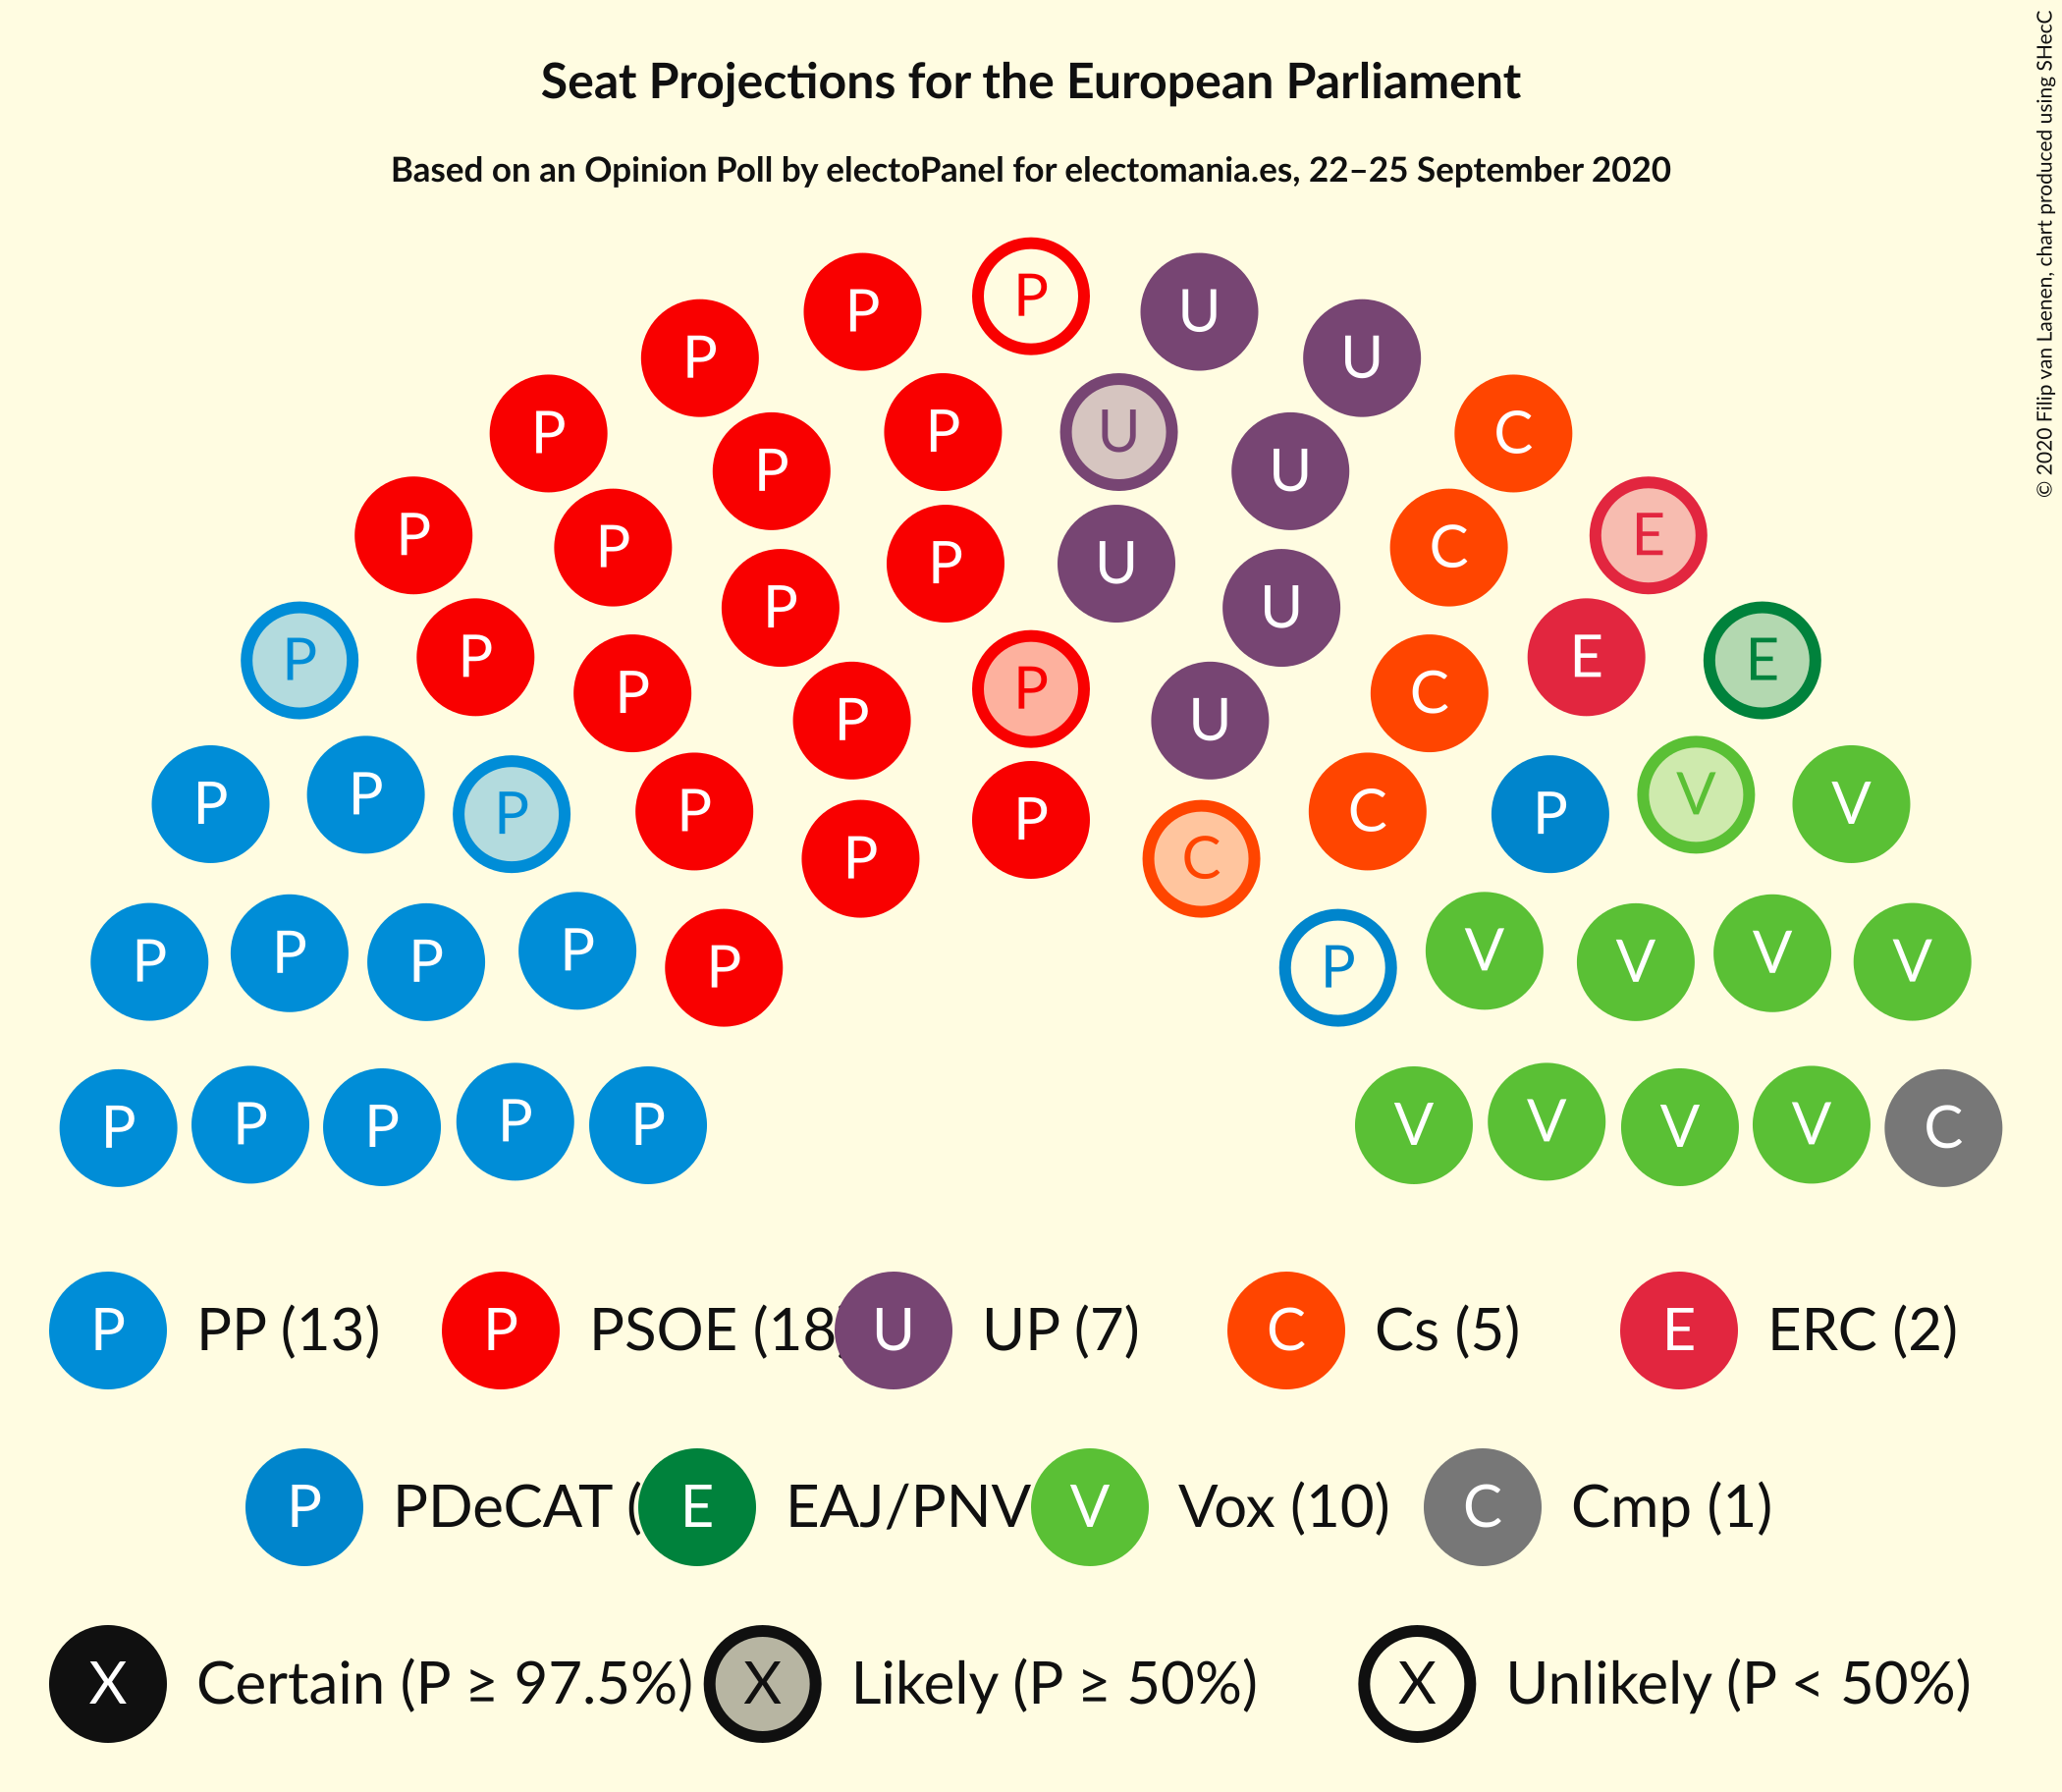 Seat Projections for the European Parliament
Based on an Opinion Poll by electoPanel for electomania.es, 22–25 September 2020
© 2020 Filip van Laenen, chart produced using SHecC
P
P U
P U
P P U C
P P U C
P P U U C E
P P U C
P P P C E E
P P P P U
P P P P C P V V
P P C
P P P P P P V V V V
P P P P P V V V V C
P PP (13) P PSOE (18 U UP (7) C Cs (5) E ERC (2)
P PDeCAT ( E EAJ/PNV V Vox (10) C Cmp (1)
X Certain (P ≥ 97.5%) X Likely (P ≥ 50%) X Unlikely (P < 50%)